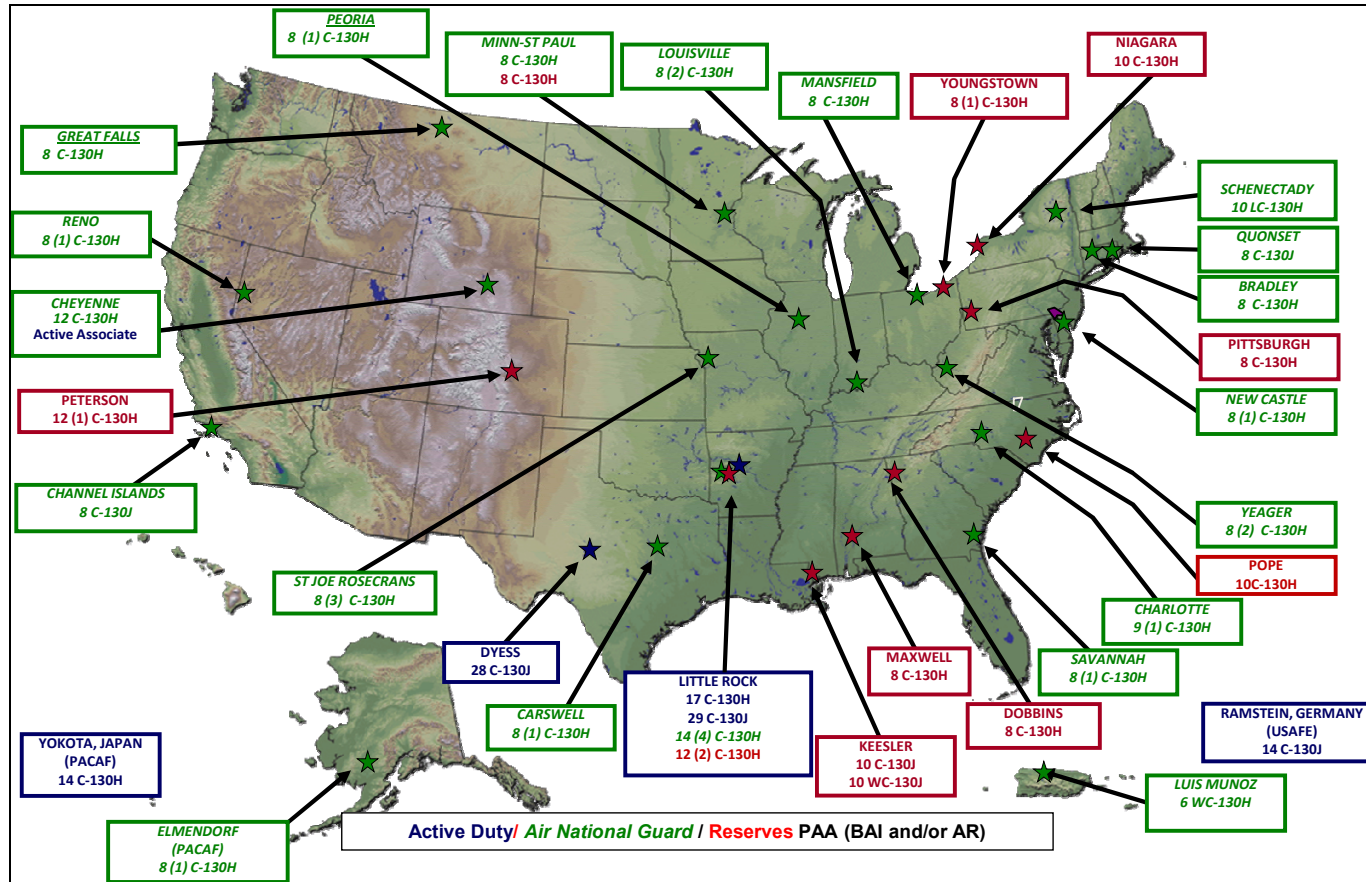 PEORIA
8 (1) C-130H
MINN-ST PAUL
8 C-130H
8 C-130H
LOUISVILLE
8 (2) C-130H
MANSFIELD
8 C-130H
YOUNGSTOWN
8 (1) C-130H
NIAGARA
10 C-130H
GREAT FALLS
8 C-130H
SCHENECTADY
10 LC-130H
RENO
8 (1) C-130H
QUONSET
8 C-130J
BRADLEY
8 C-130H
CHEYENNE
12 C-130H
Active Associate
PITTSBURGH
8 C-130H
PETERSON
12 (1) C-130H
NEW CASTLE
8 (1) C-130H
CHANNEL ISLANDS
8 C-130J
YEAGER
8 (2) C-130H
ST JOE ROSECRANS
8 (3) C-130H
POPE
10C-130H
CHARLOTTE
9 (1) C-130H
DYESS
28 C-130J
LITTLE ROCK
17 C-130H
29 C-130J
14 (4) C-130H
12 (2) C-130H
MAXWELL
8 C-130H
SAVANNAH
8 (1) C-130H
CARSWELL
8 (1) C-130H
DOBBINS
8 C-130H
RAMSTEIN, GERMANY
(USAFE)
14 C-130J
YOKOTA, JAPAN
(PACAF)
14 C-130H
KEESLER
10 C-130J
10 WC-130J
LUIS MUNOZ
6 WC-130H
ELMENDORF
(PACAF)
8 (1) C-130H
Active Duty/ Air National Guard / Reserves PAA (BAI and/or AR)